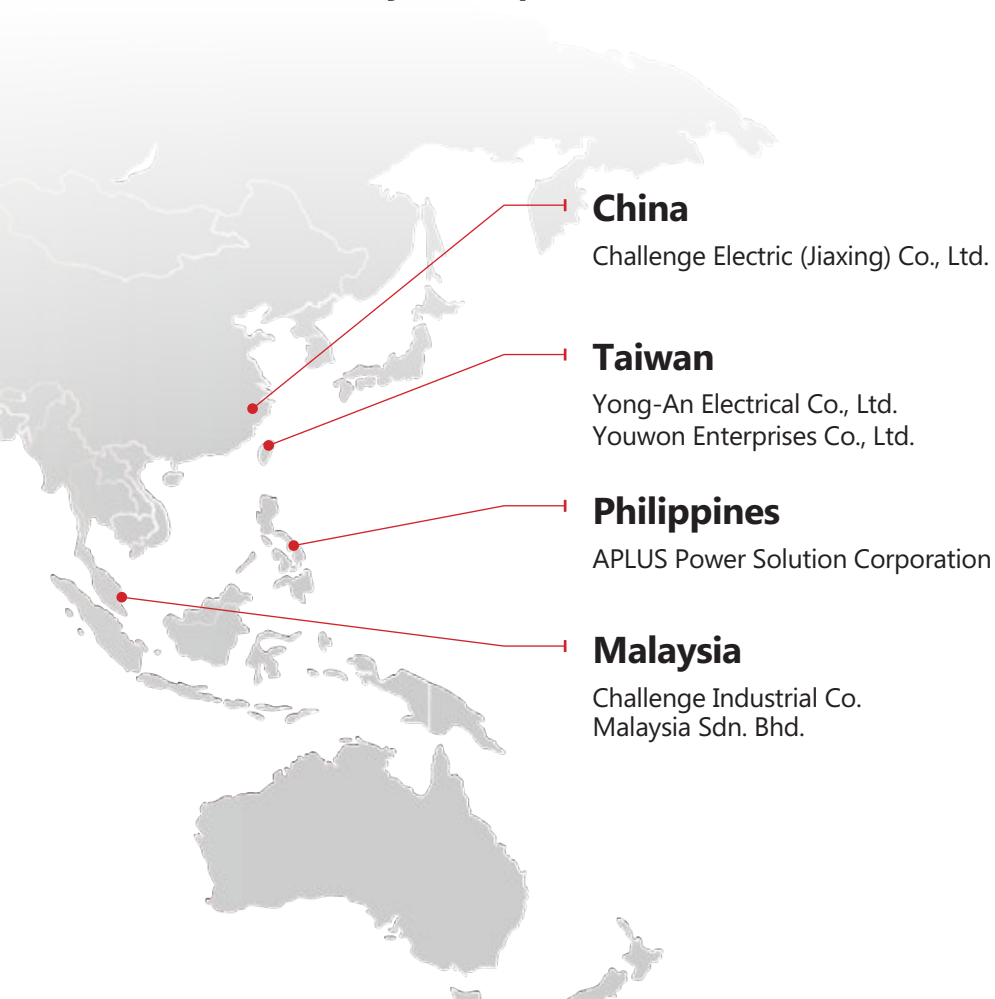 China
Challenge Electric (Jiaxing) Co., Ltd.
Taiwan
Yong-An Electrical Co., Ltd.
Youwon Enterprises Co., Ltd.
Philippines
APLUS Power Solution Corporation
Malaysia
Challenge Industrial Co.
Malaysia Sdn. Bhd.